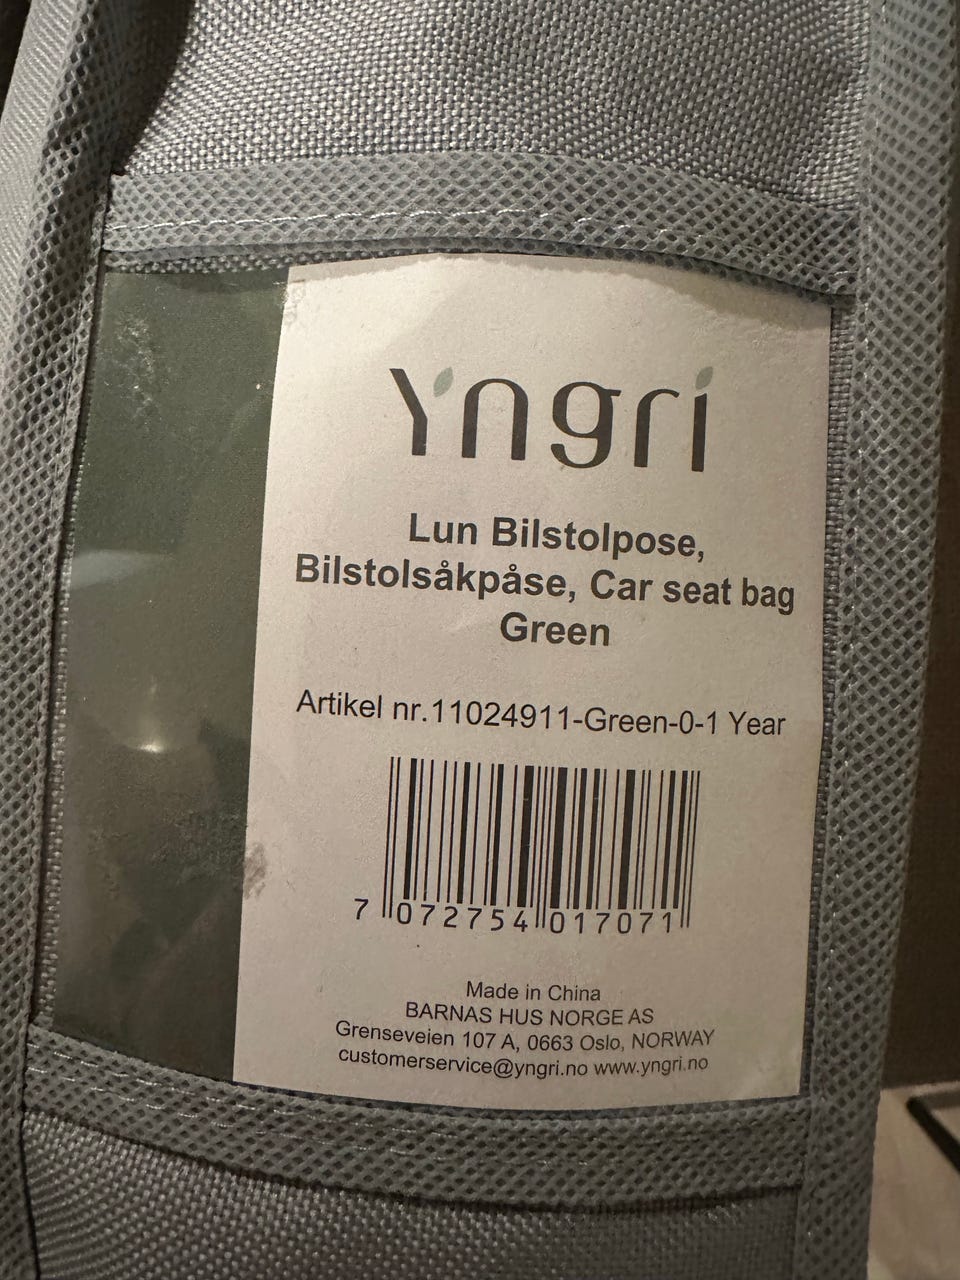 Yngri
Lun Bilstolpose,
Bilstolsåkpåse, Car seat bag
Green
Artikel nr.11024911-Green-0-1 Year
7 072754 017071
Made in China
BARNAS HUS NORGE AS
Grenseveien 107 A, 0663 Oslo, NORWAY
customerservice@yngri.no www.yngri.no